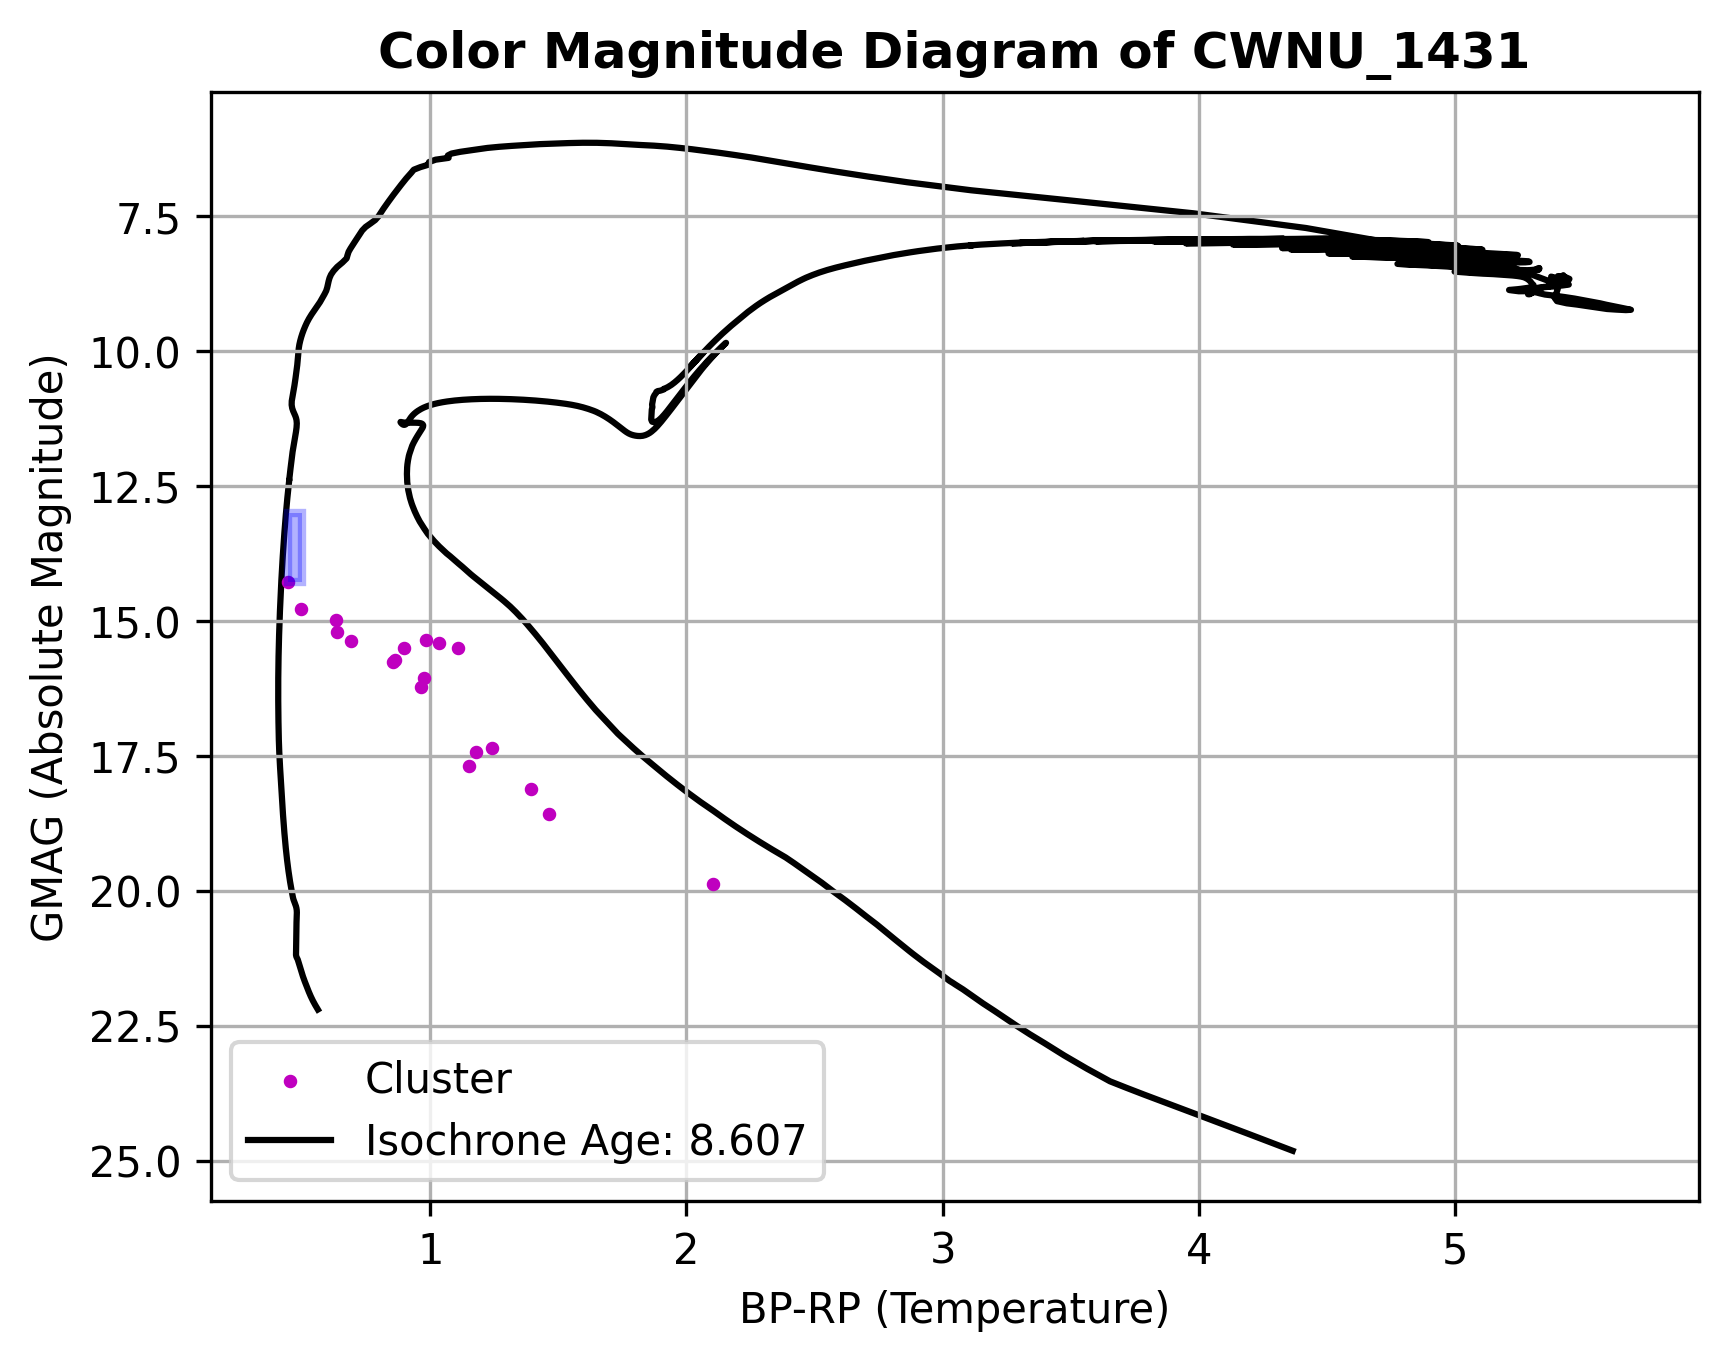 Color Magnitude Diagram of CWNU_1431
GMAG (Absolute Magnitude)
7.5
10.0
12.5
15.0
17.5
20.0
22.5
25.0
Cluster
Isochrone Age: 8.607
1
2
3
4
5
BP-RP (Temperature)